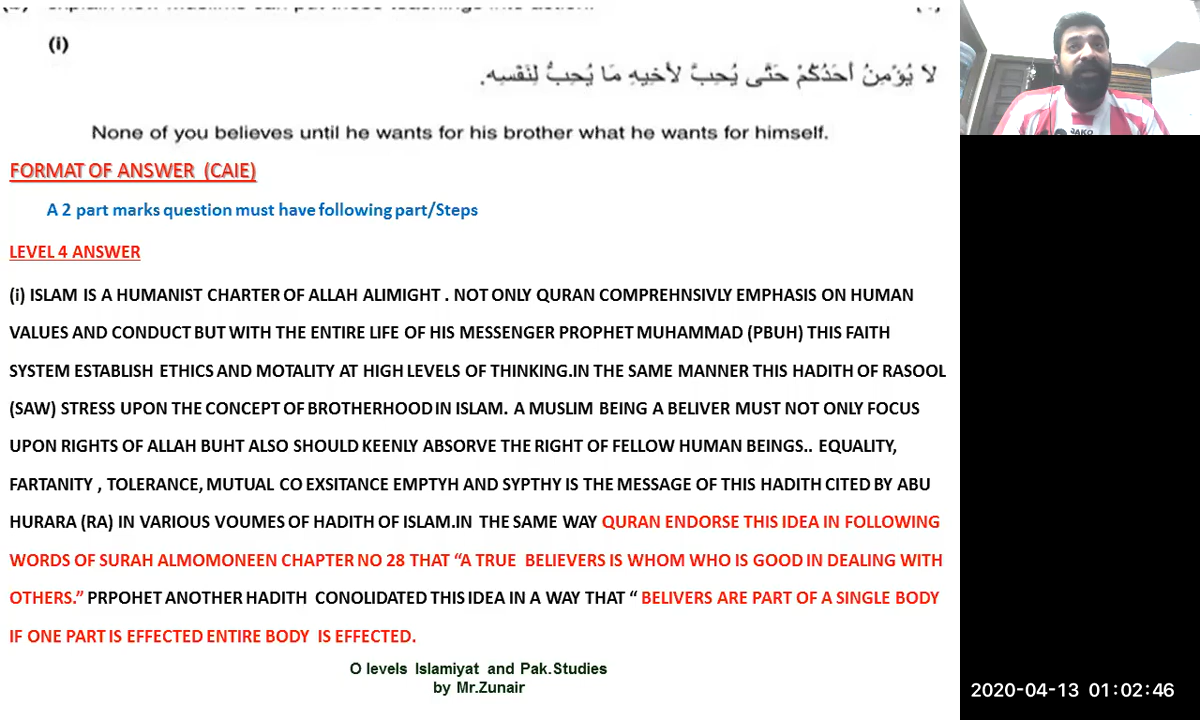 (i)
لاَ يُؤْمِنُ أَحَدُكُمْ حَتَّى يُحِبَّ لأَخِيهِ مَا يُحِبُّ لِنَفْسِهِ.
None of you believes until he wants for his brother what he wants for himself.
FORMAT OF ANSWER (CAIE)
A 2 part marks question must have following part/Steps
LEVEL 4 ANSWER
(i) ISLAM IS A HUMANIST CHARTER OF ALLAH ALIMIGHT . NOT ONLY QURAN COMPREHNSIVLY EMPHASIS ON HUMAN
VALUES AND CONDUCT BUT WITH THE ENTIRE LIFE OF HIS MESSENGER PROPHET MUHAMMAD (PBUH) THIS FAITH
SYSTEM ESTABLISH ETHICS AND MOTALITY AT HIGH LEVELS OF THINKING.IN THE SAME MANNER THIS HADITH OF RASOOL
(SAW) STRESS UPON THE CONCEPT OF BROTHERHOOD IN ISLAM. A MUSLIM BEING A BELIVER MUST NOT ONLY FOCUS
UPON RIGHTS OF ALLAH BUHT ALSO SHOULD KEENLY ABSORVE THE RIGHT OF FELLOW HUMAN BEINGS.. EQUALITY,
FARTANITY , TOLERANCE, MUTUAL CO EXSITANCE EMPTYH AND SYPTHY IS THE MESSAGE OF THIS HADITH CITED BY ABU
HURARA (RA) IN VARIOUS VOUMES OF HADITH OF ISLAM.IN THE SAME WAY QURAN ENDORSE THIS IDEA IN FOLLOWING
WORDS OF SURAH ALMOMONEEN CHAPTER NO 28 THAT “A TRUE BELIEVERS IS WHOM WHO IS GOOD IN DEALING WITH
OTHERS.” PRPOHET ANOTHER HADITH CONOLIDATED THIS IDEA IN A WAY THAT “ BELIVERS ARE PART OF A SINGLE BODY
IF ONE PART IS EFFECTED ENTIRE BODY IS EFFECTED.
O levels Islamiyat and Pak.Studies
by Mr.Zunair
2020-04-13 01:02:46